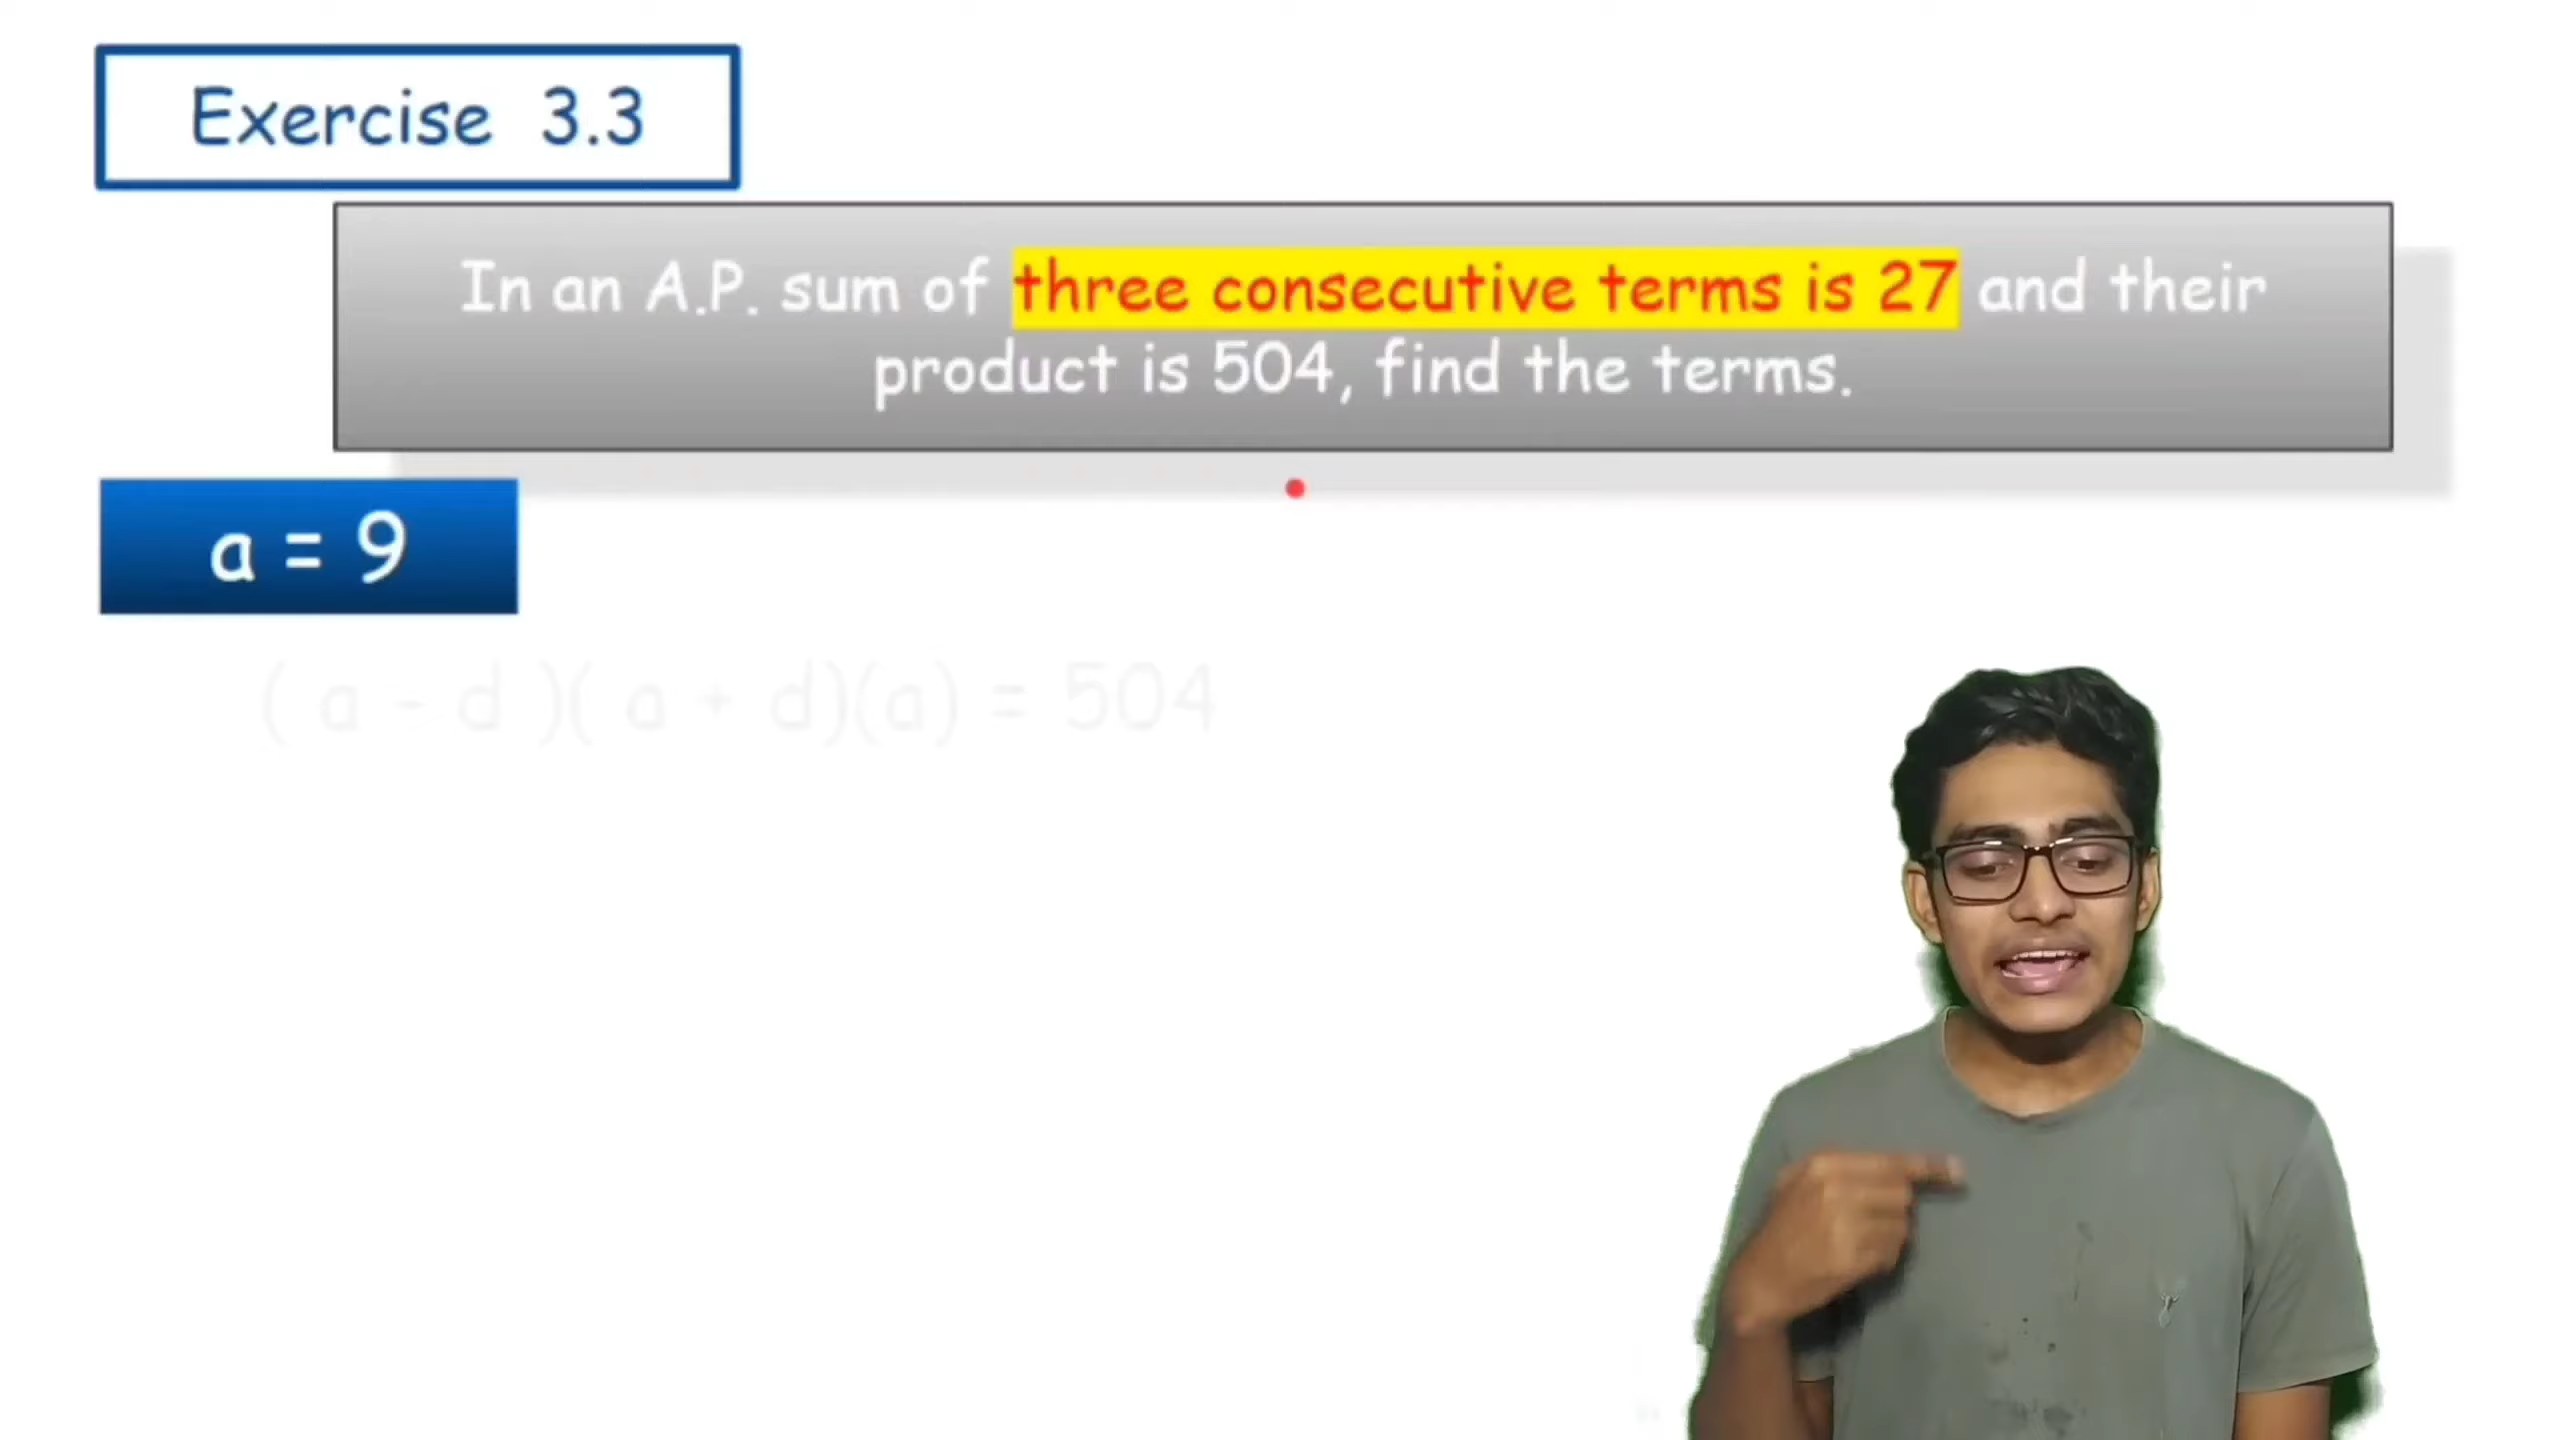 Exercise 3.3
In an A.P. sum of three consecutive terms is 27 and their
product is 504, find the terms.
a = 9
( a - d )( a + d)(a) = 504